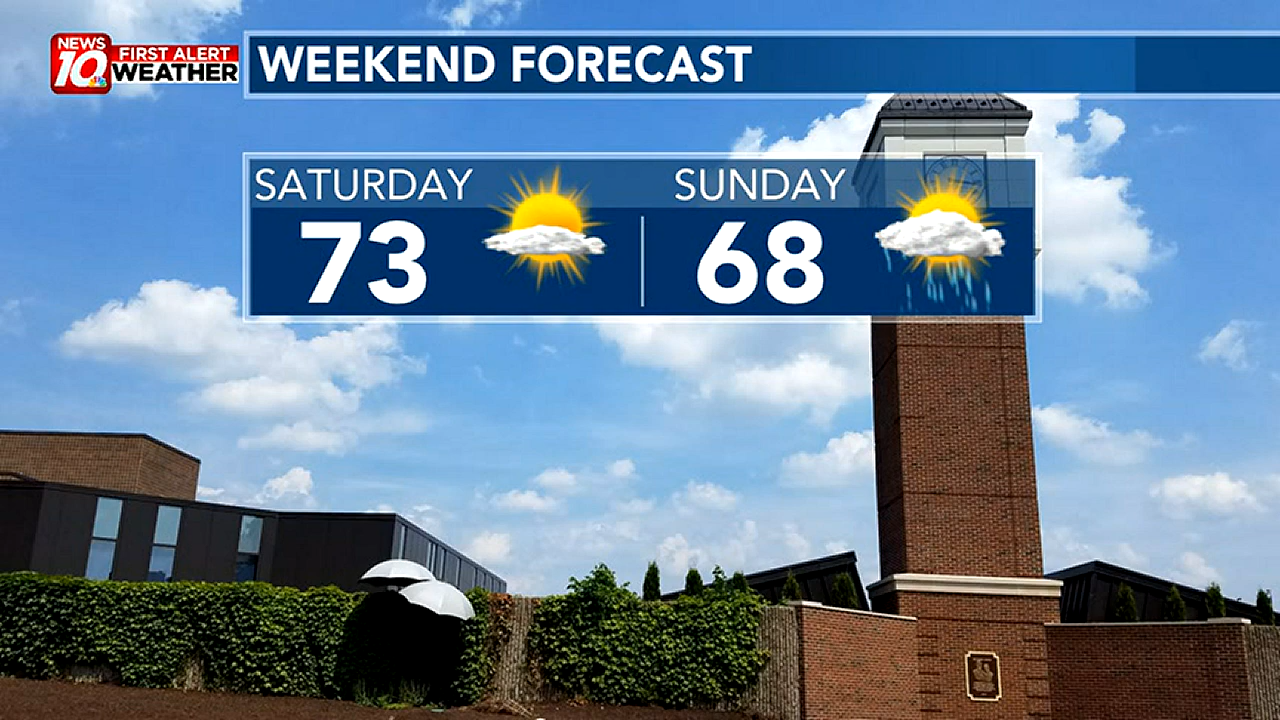 NEWS
10
FIRST ALERT
WEATHER
WEEKEND FORECAST
SATURDAY
73
SUNDAY
68